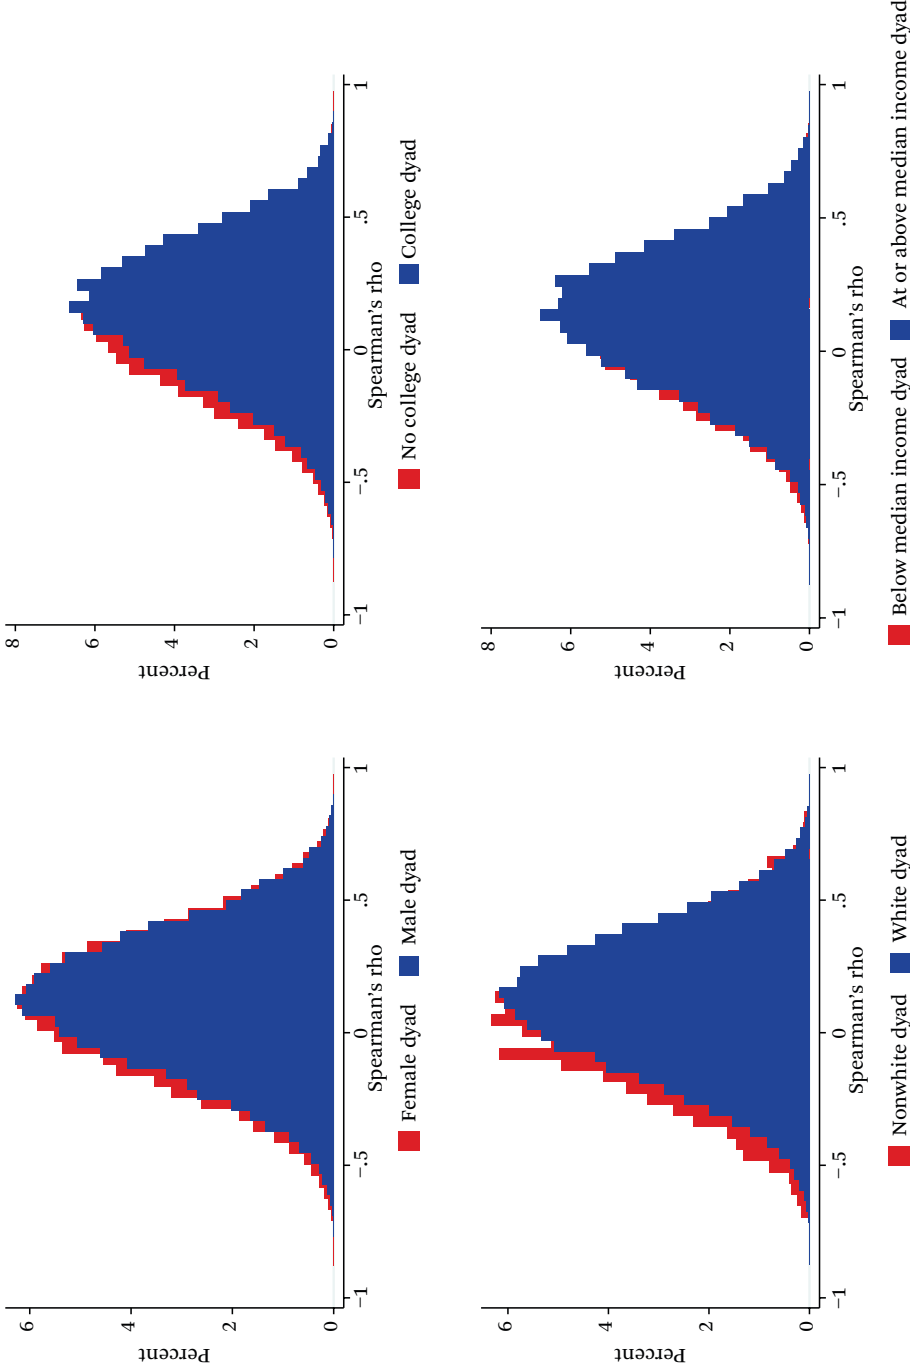 Percent
6
4
2
0
−1
−.5
0
.5
1
Spearman's rho
Female dyad
Male dyad
Percent
8
6
4
2
0
−1
−.5
0
.5
1
Spearman's rho
No college dyad
College dyad
Percent
6
4
2
0
−1
−.5
0
.5
1
Spearman's rho
Nonwhite dyad
White dyad
Percent
8
6
4
2
0
−1
−.5
0
.5
1
Spearman's rho
Below median income dyad
At or above median income dyad